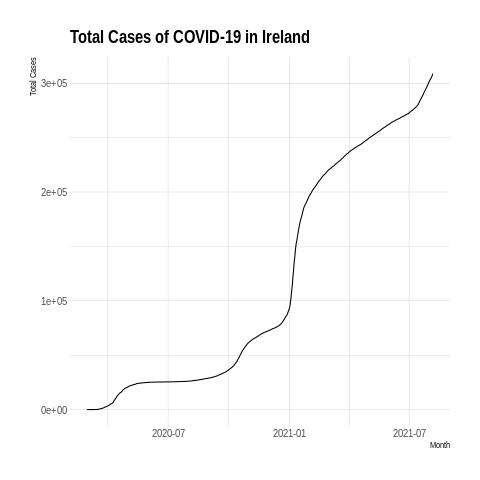 Total Cases of COVID-19 in Ireland
Total Cases
3e+05
2e+05
1e+05
0e+00
2020-07 2021-01 2021-07
Month